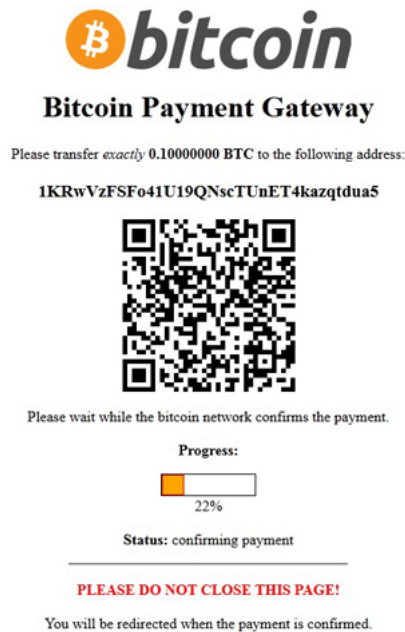 bitcoin
Bitcoin Payment Gateway
Please transfer exactly 0.10000000 BTC to the following address:
1KRwVzFSFo41U19QNscTUnET4kazqtdua5
Please wait while the bitcoin network confirms the payment.
Progress:
22%
Status: confirming payment
PLEASE DO NOT CLOSE THIS PAGE!
You will be redirected when the payment is confirmed.